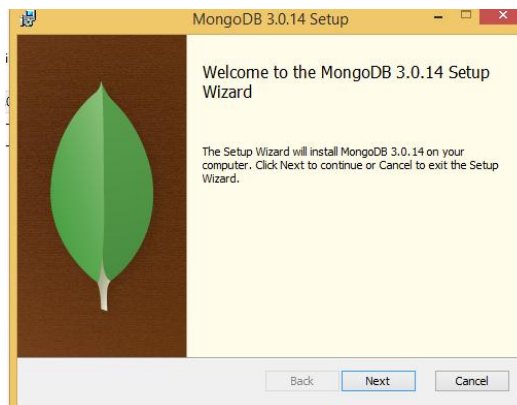 MongoDB 3.0.14 Setup
Welcome to the MongoDB 3.0.14 Setup
Wizard
The Setup Wizard will install MongoDB 3.0.14 on your
computer. Click Next to continue or Cancel to exit the Setup
Wizard.
Back Next Cancel